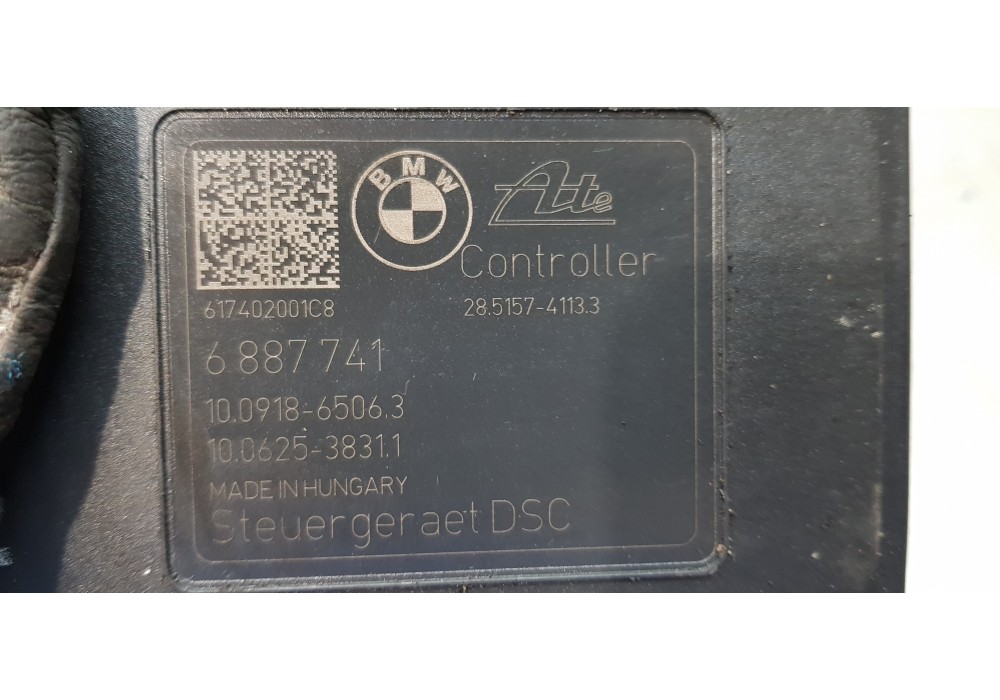 BMW
Ate
Controller
617402001C8
28.5157-4113.3
6 887 741
10.0918-6506.3
10.0625-3831.1
MADE IN HUNGARY
Steuergeraet DSC